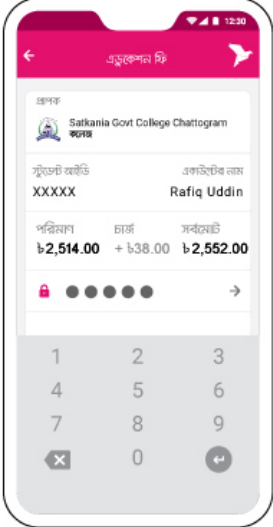 12:30
এডুকেশন ফি
প্রাপক
Satkania Govt College Chattogram
কলেজ
স্টুডেন্ট আইডি একাউন্টের নাম
XXXXX Rafiq Uddin
পরিমাণ চার্জ সর্বমোট
৳2,514.00 + ৳38.00 ৳2,552.00
1 2 3
4 5 6
7 8 9
0